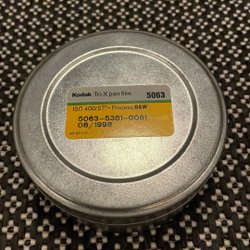 Kodak Tri-X pan film 5063
ISO 400/27° • Process B&W
5063-5381-0081
08/1998